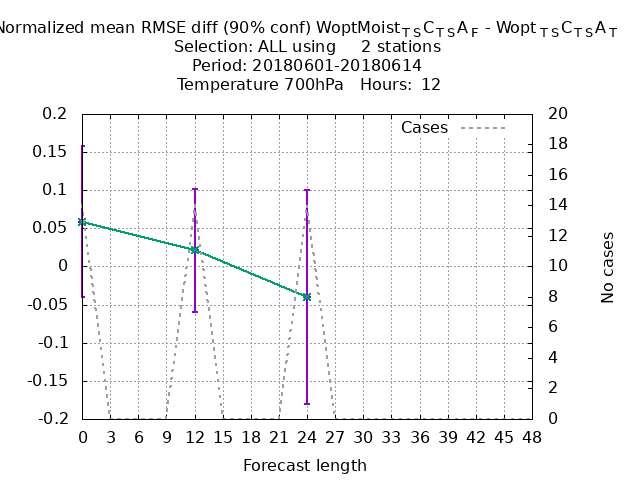 Normalized mean RMSE diff (90% conf) WoptMoist_TSC_TSA_F - Wopt_TSC_TSA_T
Selection: ALL using 2 stations
Period: 20180601-20180614
Temperature 700hPa Hours: 12
Cases
0.2
0.15
0.1
0.05
0
-0.05
-0.1
-0.15
-0.2
20
18
16
14
12
10
8
6
4
2
0
No cases
0 3 6 9 12 15 18 21 24 27 30 33 36 39 42 45 48
Forecast length